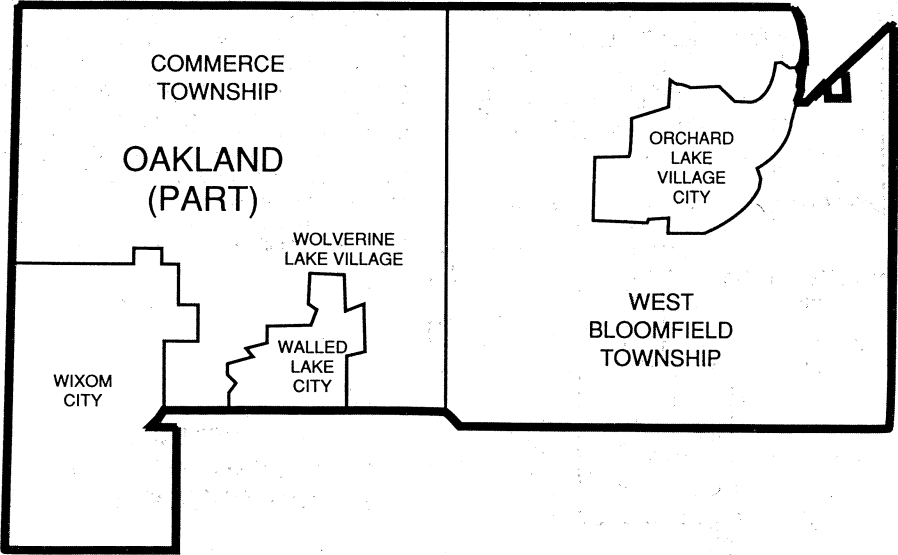 COMMERCE
TOWNSHIP
OAKLAND
(PART)
ORCHARD
LAKE
VILLAGE
CITY
WOLVERINE
LAKE VILLAGE
WEST
BLOOMFIELD
TOWNSHIP
WALLED
LAKE
CITY
WIXOM
CITY